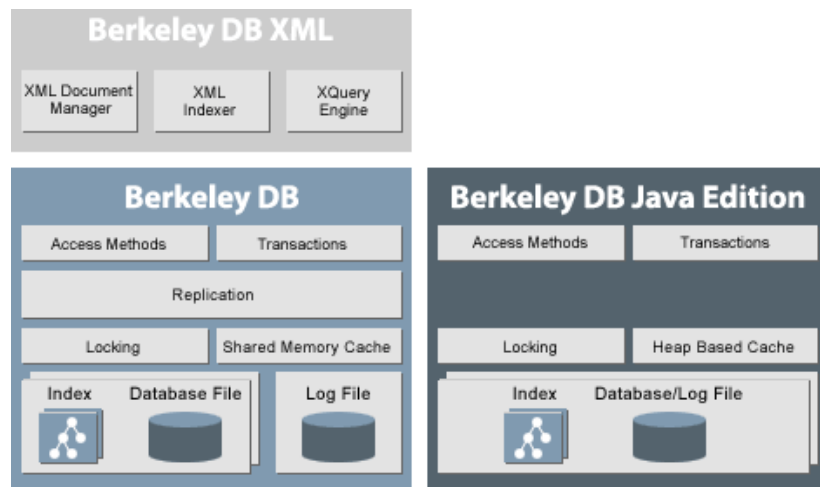 Berkeley DB XML
XML Document
Manager
XML
Indexer
XQuery
Engine
Berkeley DB
Access Methods
Transactions
Replication
Locking
Shared Memory Cache
Index
Database File
Log File
Berkeley DB Java Edition
Access Methods
Transactions
Locking
Heap Based Cache
Index
Database/Log File